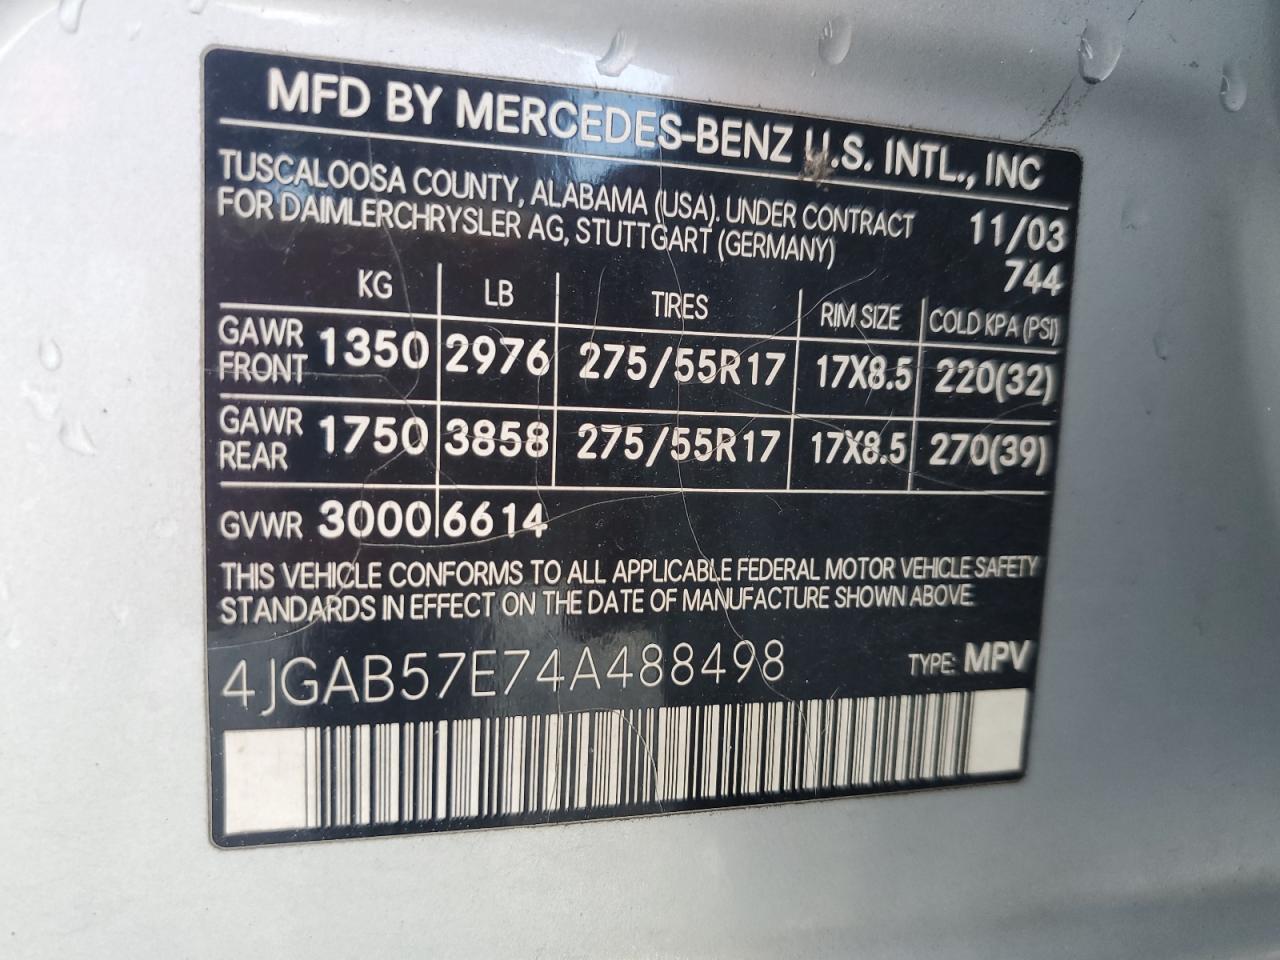 MFD BY MERCEDES-BENZ U.S. INTL., INC
TUSCALOOSA COUNTY, ALABAMA (USA). UNDER CONTRACT 11/03
FOR DAIMLERCHRYSLER AG, STUTTGART (GERMANY) 744
KG LB TIRES RIM SIZE COLD KPA (PSI)
GAWR FRONT 1350 2976 275/55R17 17X8.5 220(32)
GAWR REAR 1750 3858 275/55R17 17X8.5 270(39)
GVWR 3000 6614
THIS VEHICLE CONFORMS TO ALL APPLICABLE FEDERAL MOTOR VEHICLE SAFETY
STANDARDS IN EFFECT ON THE DATE OF MANUFACTURE SHOWN ABOVE.
4JGAB57E74A488498 TYPE: MPV